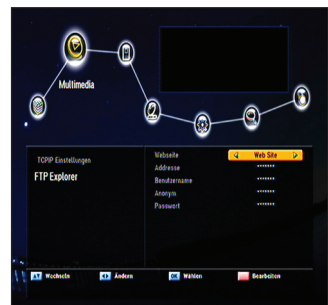 Multimedia
TCPIP Einstellungen
FTP Explorer
Webseite Web Site
Addresse *******
Benutzername *******
Anonym *******
Passwort *******
Wechseln Ändern OK Wählen Bearbeiten